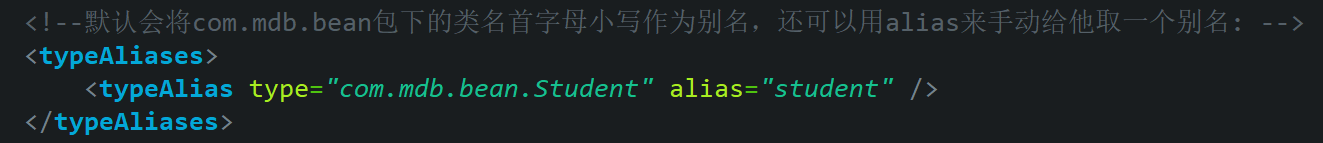 <!--默认会将com.mdb.bean包下的类名首字母小写作为别名，还可以用alias来手动给他取一个别名：-->
<typeAliases>
    <typeAlias type="com.mdb.bean.Student" alias="student" />
</typeAliases>